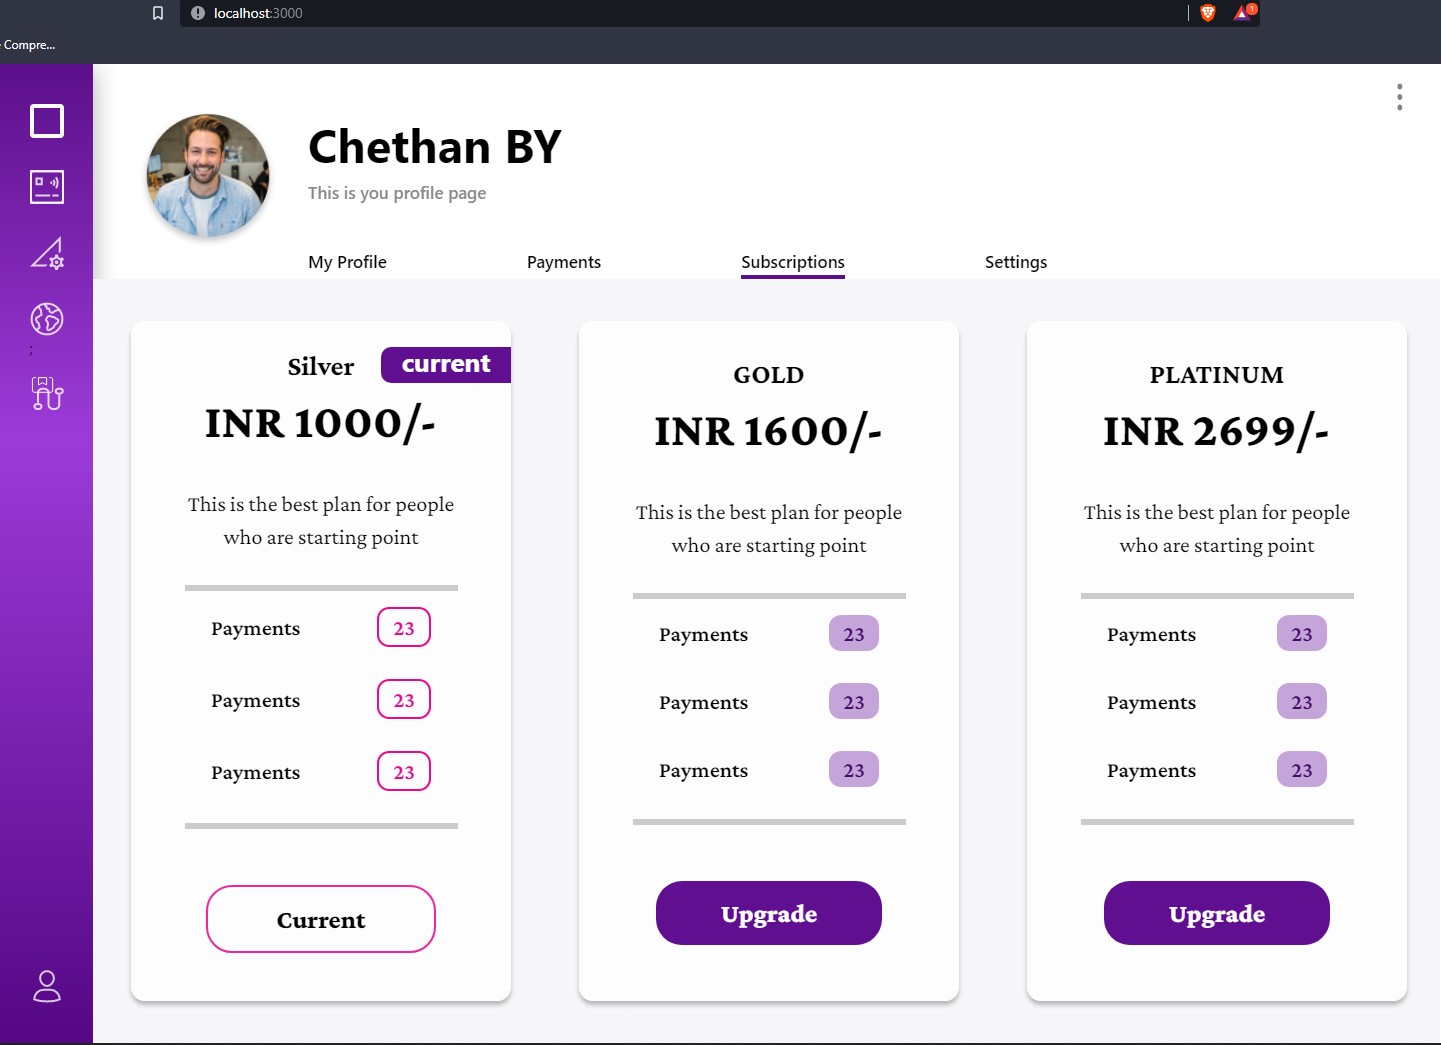 localhost:3000
1
Compre...
Chethan BY
This is you profile page
My Profile
Payments
Subscriptions
Settings
;
Silver
current
INR 1000/-
This is the best plan for people
who are starting point
Payments
23
Payments
23
Payments
23
Current
GOLD
INR 1600/-
This is the best plan for people
who are starting point
Payments
23
Payments
23
Payments
23
Upgrade
PLATINUM
INR 2699/-
This is the best plan for people
who are starting point
Payments
23
Payments
23
Payments
23
Upgrade